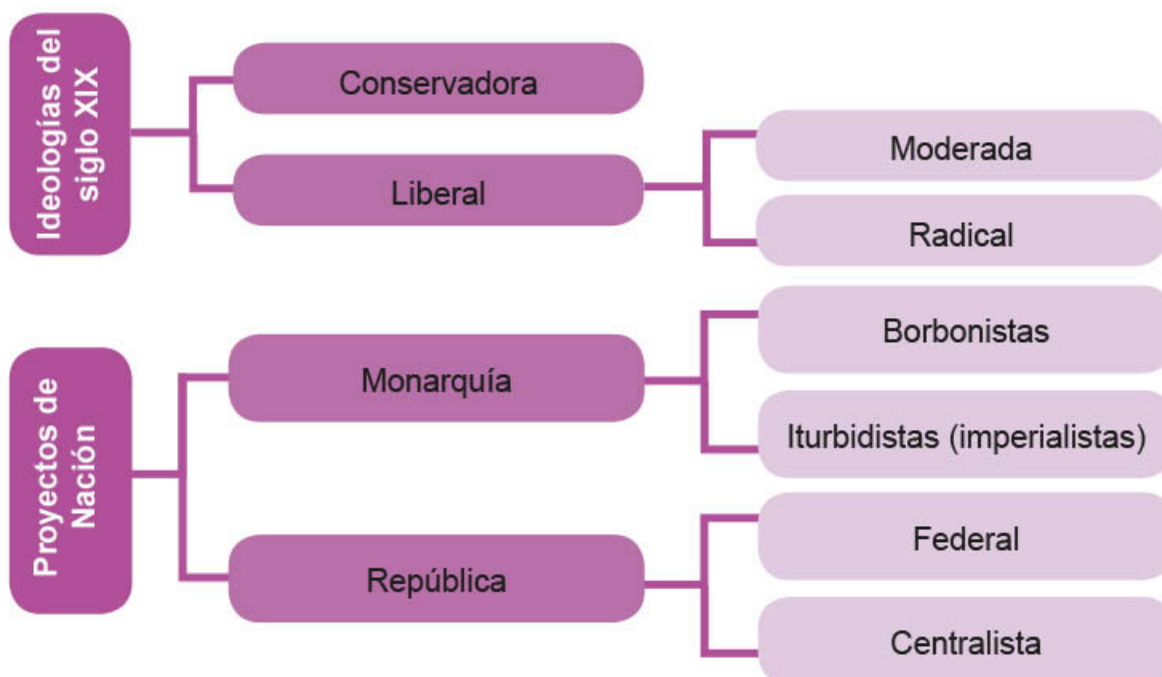 Ideologías del
siglo XIX
Conservadora
Liberal
Moderada
Radical
Proyectos de
Nación
Monarquía
Borbonistas
Iturbidistas (imperialistas)
República
Federal
Centralista